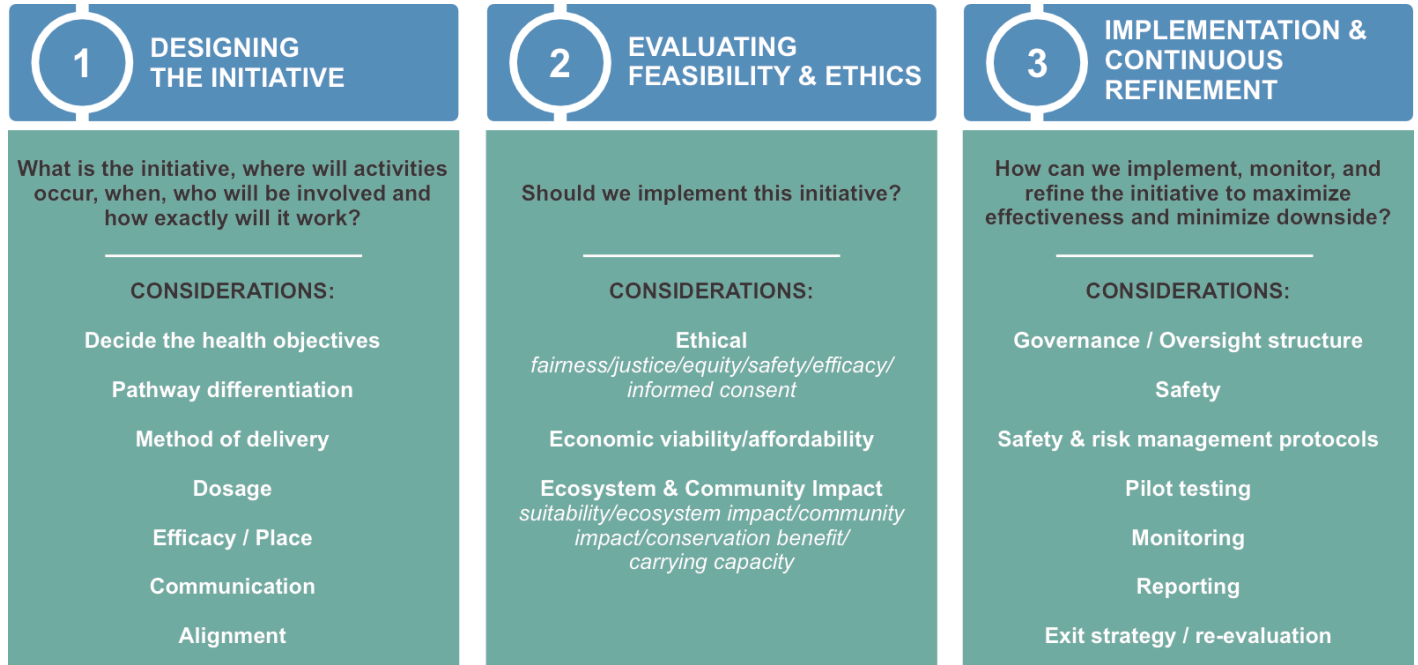 1
DESIGNING
THE INITIATIVE
What is the initiative, where will activities
occur, when, who will be involved and
how exactly will it work?
CONSIDERATIONS:
Decide the health objectives
Pathway differentiation
Method of delivery
Dosage
Efficacy / Place
Communication
Alignment
2
EVALUATING
FEASIBILITY & ETHICS
Should we implement this initiative?
CONSIDERATIONS:
Ethical
fairness/justice/equity/safety/efficacy/
informed consent
Economic viability/affordability
Ecosystem & Community Impact
suitability/ecosystem impact/community
impact/conservation benefit/
carrying capacity
3
IMPLEMENTATION &
CONTINUOUS
REFINEMENT
How can we implement, monitor, and
refine the initiative to maximize
effectiveness and minimize downside?
CONSIDERATIONS:
Governance / Oversight structure
Safety
Safety & risk management protocols
Pilot testing
Monitoring
Reporting
Exit strategy / re-evaluation